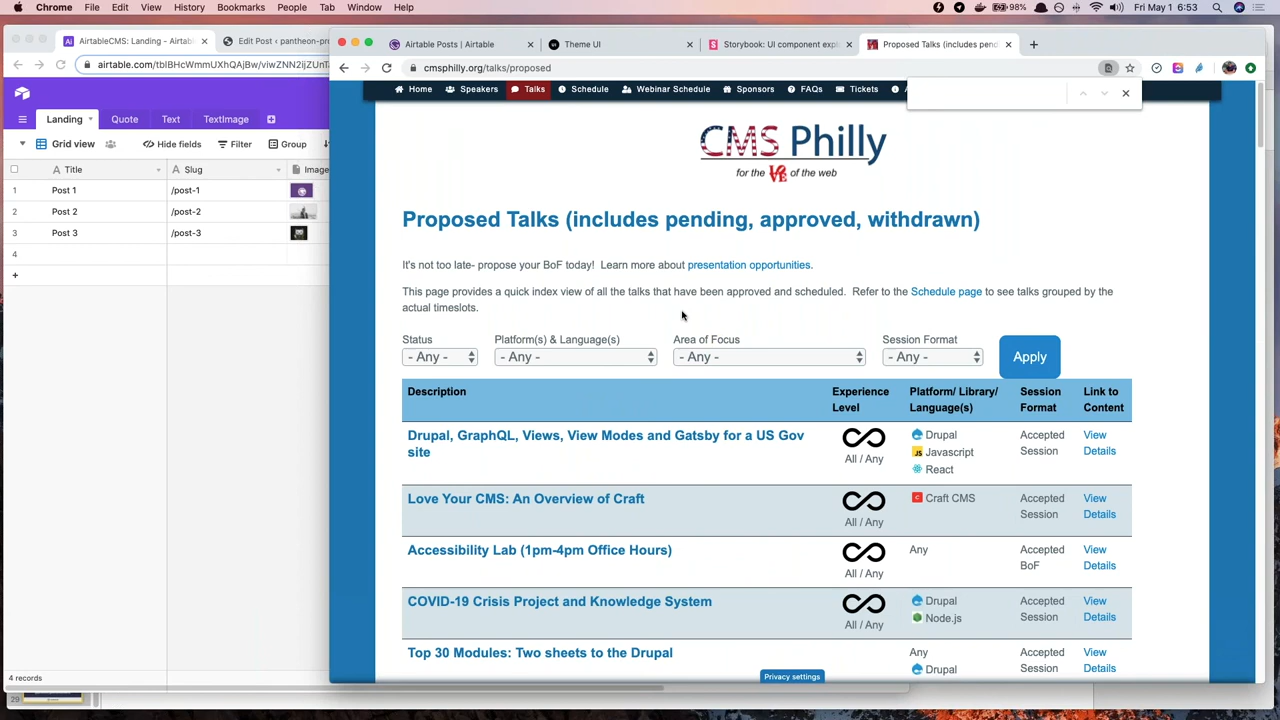 Chrome File Edit View History Bookmarks People Tab Window Help 98% Fri May 1 6:53
AirtableCMS: Landing - Airtable
Edit Post ‹ pantheon-pr
airtable.com/tblBHcWmmUXhQAjBw/viwZNN2ijZUnTa
Landing
Quote
Text
TextImage
Grid view
Hide fields
Filter
Group
Title
Slug
Image
1 Post 1 /post-1
2 Post 2 /post-2
3 Post 3 /post-3
4
4 records
29
Airtable Posts | Airtable
Theme UI
Storybook: UI component expl
Proposed Talks (includes pend
cmsphilly.org/talks/proposed
Home
Speakers
Talks
Schedule
Webinar Schedule
Sponsors
FAQs
Tickets
CMS Philly
for the LOVE of the web
Proposed Talks (includes pending, approved, withdrawn)
It's not too late- propose your BoF today! Learn more about presentation opportunities.
This page provides a quick index view of all the talks that have been approved and scheduled. Refer to the Schedule page to see talks grouped by the
actual timeslots.
Status
- Any -
Platform(s) & Language(s)
- Any -
Area of Focus
- Any -
Session Format
- Any -
Apply
Description
Experience
Level
Platform/ Library/
Language(s)
Session
Format
Link to
Content
Drupal, GraphQL, Views, View Modes and Gatsby for a US Gov
site
All / Any
Drupal
JS Javascript
React
Accepted
Session
View
Details
Love Your CMS: An Overview of Craft
All / Any
C Craft CMS
Accepted
Session
View
Details
Accessibility Lab (1pm-4pm Office Hours)
All / Any
Any
Accepted
BoF
View
Details
COVID-19 Crisis Project and Knowledge System
All / Any
Drupal
Node.js
Accepted
Session
View
Details
Top 30 Modules: Two sheets to the Drupal
Any
Drupal
Accepted
Session
View
Details
Privacy settings